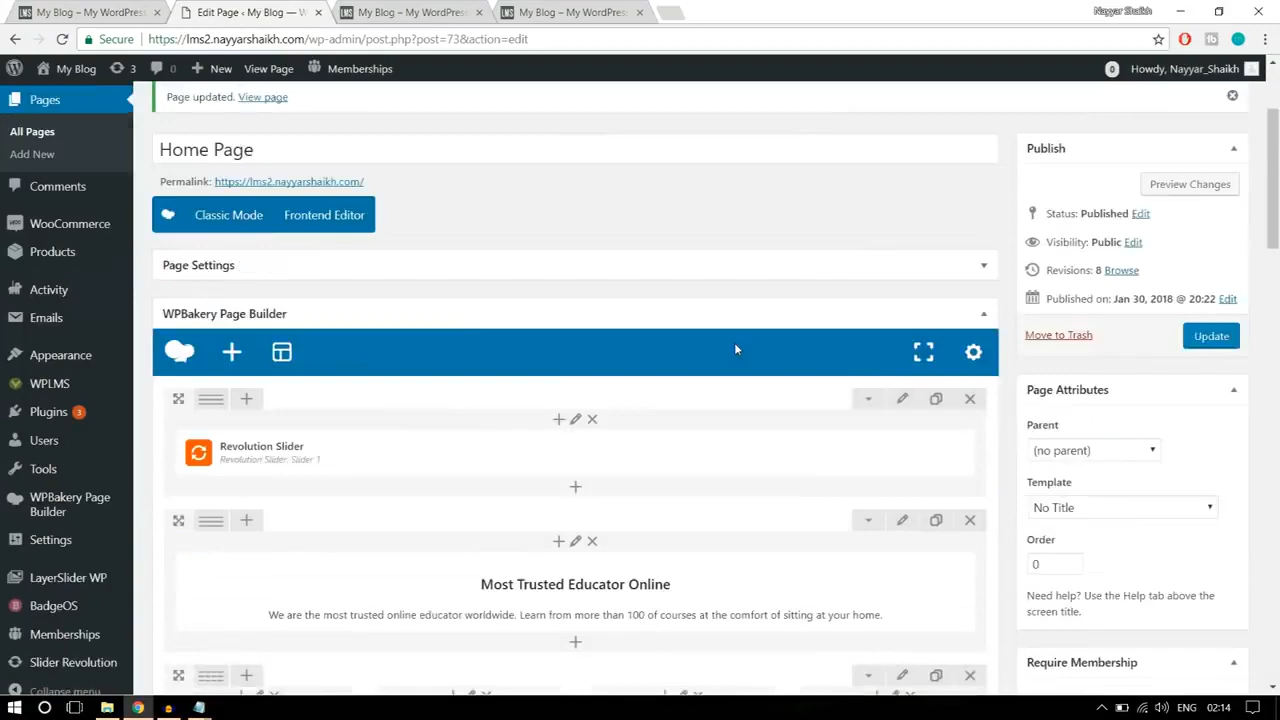 My Blog – My WordPress
Edit Page ‹ My Blog —
My Blog – My WordPress
My Blog – My WordPress
Nayyar Shaikh
Secure
https://lms2.nayyarshaikh.com/wp-admin/post.php?post=73&action=edit
My Blog
3
0
New
View Page
Memberships
0
Howdy, Nayyar_Shaikh
Pages
All Pages
Add New
Comments
WooCommerce
Products
Activity
Emails
Appearance
WPLMS
Plugins 3
Users
Tools
WPBakery Page
Builder
Settings
LayerSlider WP
BadgeOS
Memberships
Slider Revolution
Collapse menu
Page updated. View page
Home Page
Permalink: https://lms2.nayyarshaikh.com/
Classic Mode
Frontend Editor
Page Settings
WPBakery Page Builder
Revolution Slider
Revolution Slider: Slider 1
Most Trusted Educator Online
We are the most trusted online educator worldwide. Learn from more than 100 of courses at the comfort of sitting at your home.
Publish
Preview Changes
Status: Published Edit
Visibility: Public Edit
Revisions: 8 Browse
Published on: Jan 30, 2018 @ 20:22 Edit
Move to Trash
Update
Page Attributes
Parent
(no parent)
Template
No Title
Order
0
Need help? Use the Help tab above the
screen title.
Require Membership
ENG
02:14